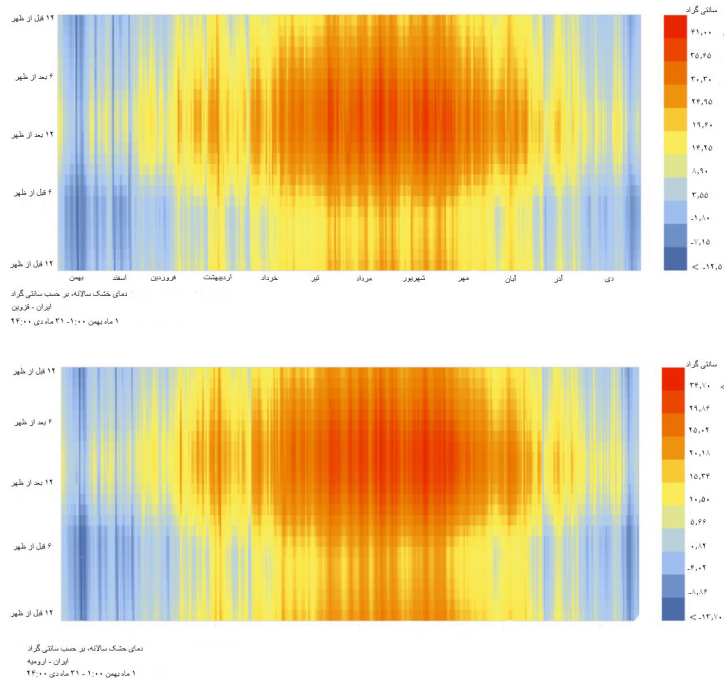 ۱۲ قبل از ظهر
۶ بعد از ظهر
۱۲ بعد از ظهر
۶ قبل از ظهر
۱۲ قبل از ظهر
بهمن اسفند فروردین اردیبهشت خرداد تیر مرداد شهریور مهر آبان آذر دی
سانتی گراد
۴۱,۰۰
۳۵,۶۵
۳۰,۳۰
۲۴,۹۵
۱۹,۶۰
۱۴,۲۵
۸,۹۰
۳,۵۵
-۱,۸۰
-۷,۱۵
< -۱۲,۵
دمای خشک سالانه، بر حسب سانتی گراد
ایران - قزوین
۱ ماه بهمن ۱:۰۰ - ۳۱ ماه دی ۲۴:۰۰
۱۲ قبل از ظهر
۶ بعد از ظهر
۱۲ بعد از ظهر
۶ قبل از ظهر
۱۲ قبل از ظهر
سانتی گراد
۳۴,۷۰ <
۲۹,۸۶
۲۵,۰۲
۲۰,۱۸
۱۵,۳۴
۱۰,۵۰
۵,۶۶
۰,۸۲
-۴,۰۲
-۸,۸۶
< -۱۳,۷۰
دمای خشک سالانه، بر حسب سانتی گراد
ایران - ارومیه
۱ ماه بهمن ۱:۰۰ - ۳۱ ماه دی ۲۴:۰۰